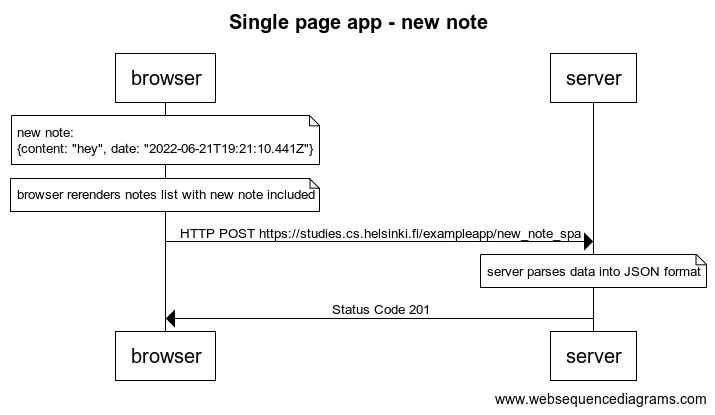 Single page app - new note
browser
server
new note:
{content: "hey", date: "2022-06-21T19:21:10.441Z"}
browser rerenders notes list with new note included
HTTP POST https://studies.cs.helsinki.fi/exampleapp/new_note_spa
server parses data into JSON format
Status Code 201
browser
server
www.websequencediagrams.com